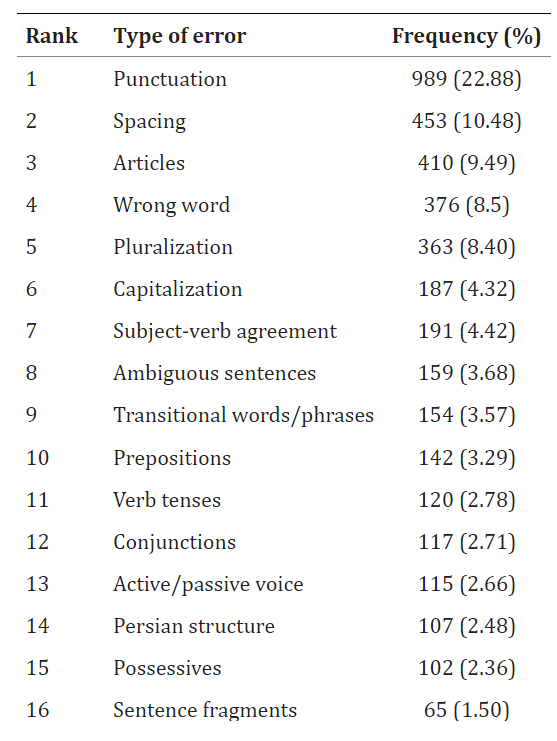 Rank Type of error Frequency (%)
1 Punctuation 989 (22.88)
2 Spacing 453 (10.48)
3 Articles 410 (9.49)
4 Wrong word 376 (8.5)
5 Pluralization 363 (8.40)
6 Capitalization 187 (4.32)
7 Subject-verb agreement 191 (4.42)
8 Ambiguous sentences 159 (3.68)
9 Transitional words/phrases 154 (3.57)
10 Prepositions 142 (3.29)
11 Verb tenses 120 (2.78)
12 Conjunctions 117 (2.71)
13 Active/passive voice 115 (2.66)
14 Persian structure 107 (2.48)
15 Possessives 102 (2.36)
16 Sentence fragments 65 (1.50)